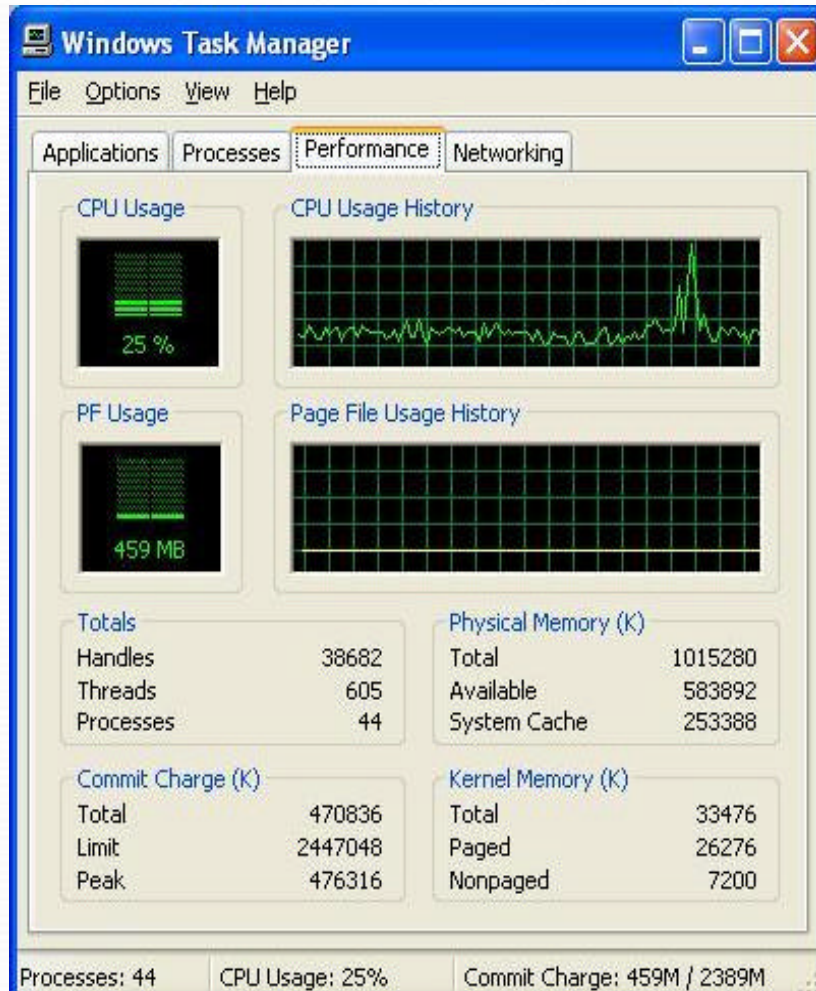 Windows Task Manager
File Options View Help
Applications Processes Performance Networking
CPU Usage
25 %
CPU Usage History
PF Usage
459 MB
Page File Usage History
Totals
Handles 38682
Threads 605
Processes 44
Physical Memory (K)
Total 1015280
Available 583892
System Cache 253388
Commit Charge (K)
Total 470836
Limit 2447048
Peak 476316
Kernel Memory (K)
Total 33476
Paged 26276
Nonpaged 7200
Processes: 44 CPU Usage: 25% Commit Charge: 459M / 2389M